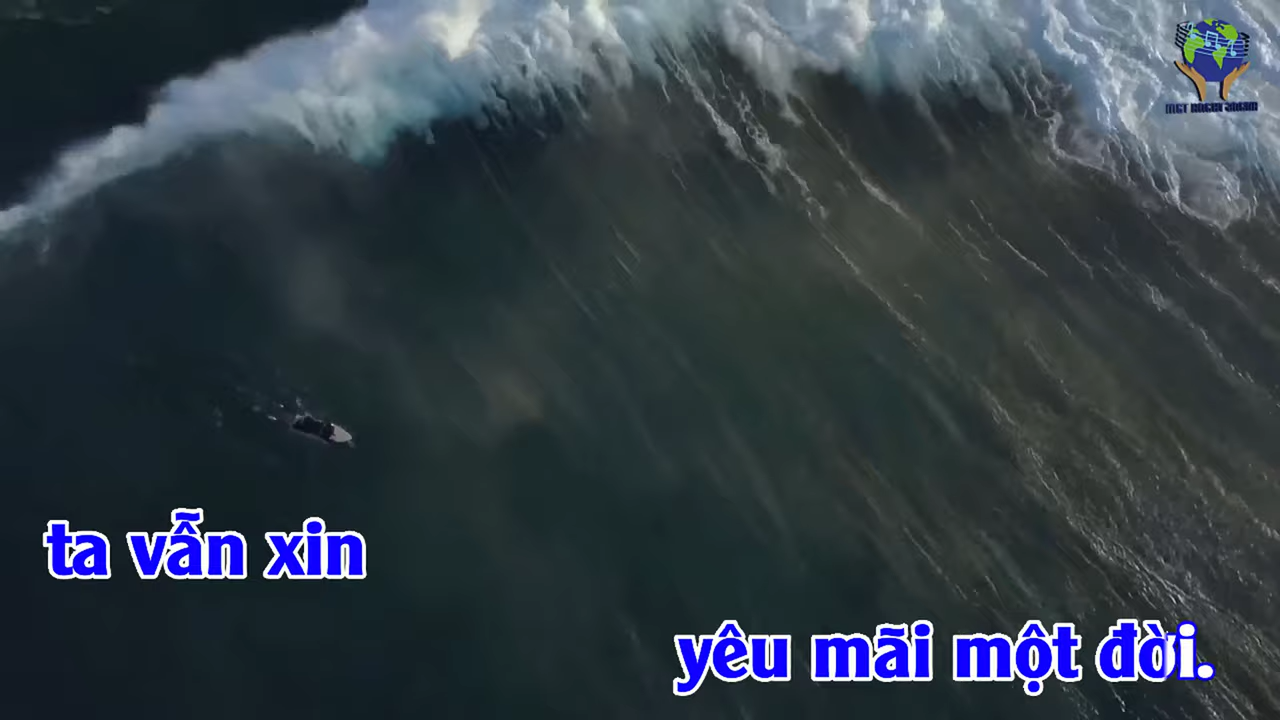 ta vẫn xin
yêu mãi một đời.